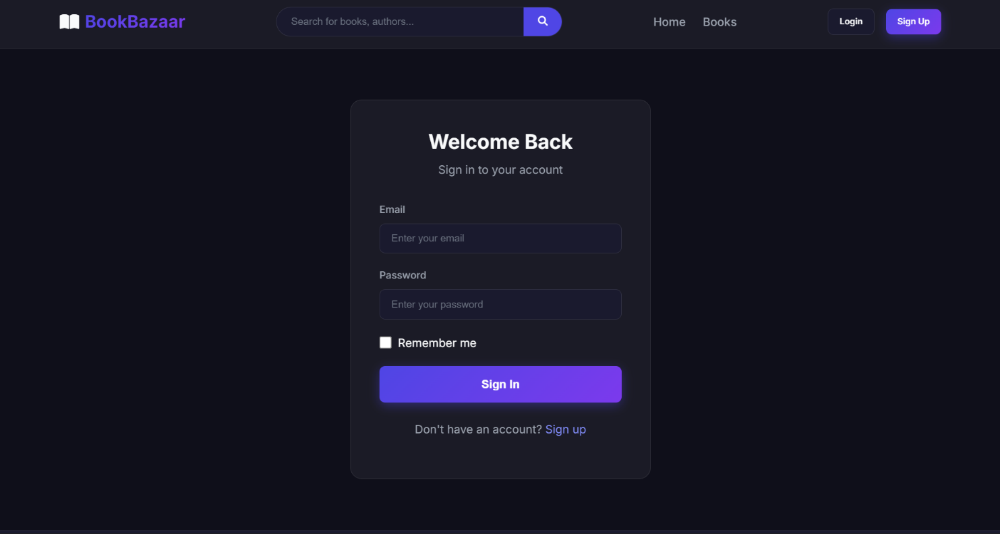 BookBazaar
Search for books, authors...
Home
Books
Login
Sign Up
Welcome Back
Sign in to your account
Email
Enter your email
Password
Enter your password
Remember me
Sign In
Don't have an account? Sign up